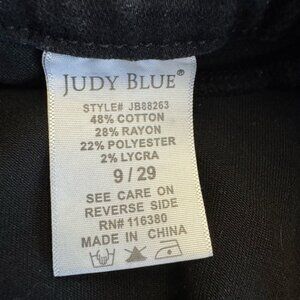 JUDY BLUE®
STYLE# JB88263
48% COTTON
28% RAYON
22% POLYESTER
2% LYCRA
9 / 29
SEE CARE ON
REVERSE SIDE
RN# 116380
MADE IN CHINA